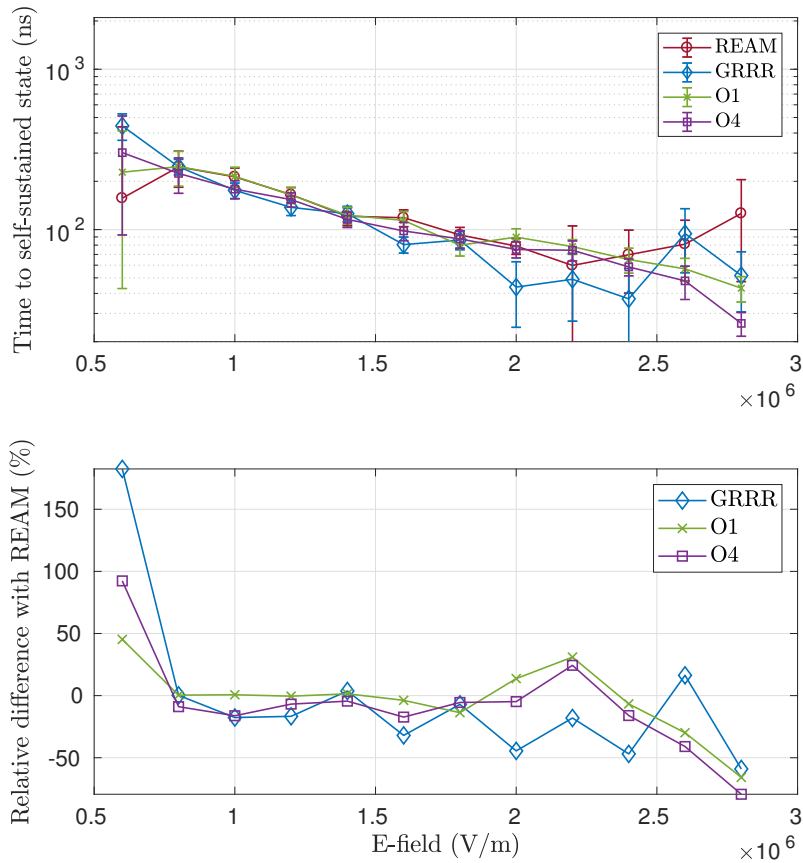 Time to self-sustained state (ns)
10^3
10^2
REAM
GRRR
O1
O4
0.5
1
1.5
2
2.5
3
×10^6
Relative difference with REAM (%)
150
100
50
0
-50
GRRR
O1
O4
0.5
1
1.5
2
2.5
3
E-field (V/m)
×10^6